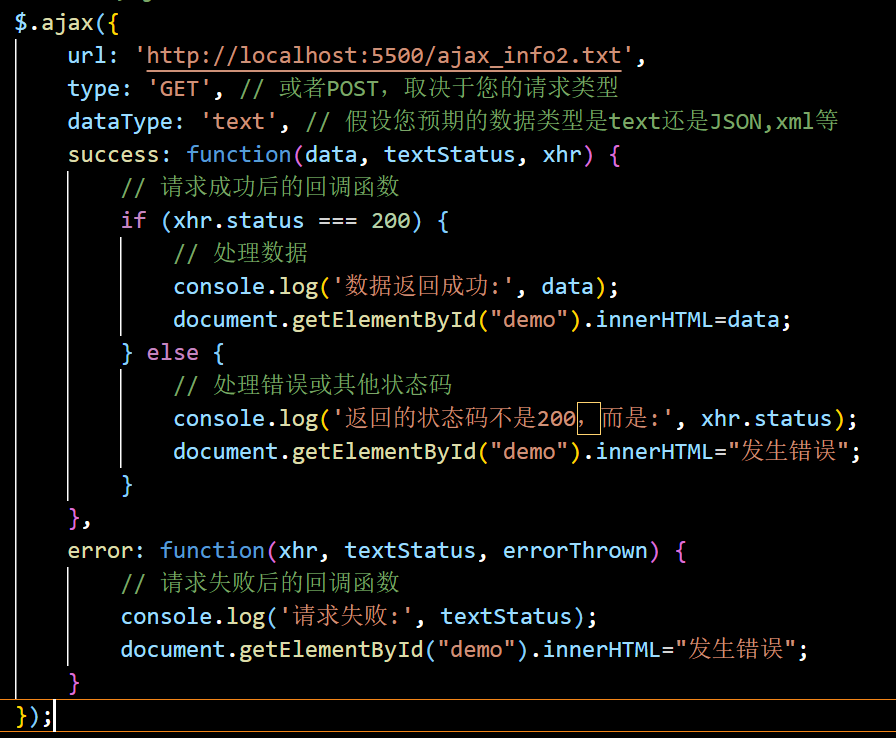 $.ajax({
    url: 'http://localhost:5500/ajax_info2.txt',
    type: 'GET', // 或者POST，取决于您的请求类型
    dataType: 'text', // 假设您预期的数据类型是text还是JSON,xml等
    success: function(data, textStatus, xhr) {
        // 请求成功后的回调函数
        if (xhr.status === 200) {
            // 处理数据
            console.log('数据返回成功:', data);
            document.getElementById("demo").innerHTML=data;
        } else {
            // 处理错误或其他状态码
            console.log('返回的状态码不是200，而是:', xhr.status);
            document.getElementById("demo").innerHTML="发生错误";
        }
    },
    error: function(xhr, textStatus, errorThrown) {
        // 请求失败后的回调函数
        console.log('请求失败:', textStatus);
        document.getElementById("demo").innerHTML="发生错误";
    }
});